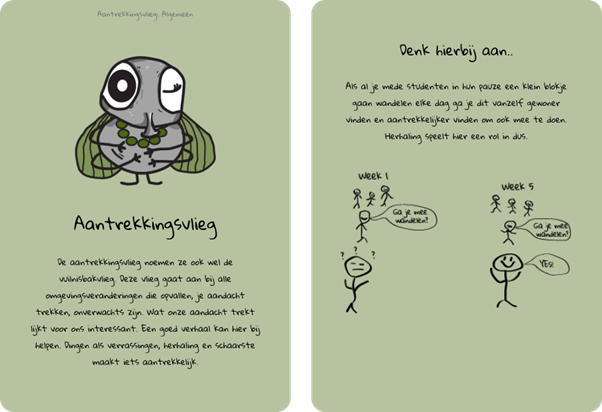 Aantrekkingsvlieg, Algemeen
Aantrekkingsvlieg
De aantrekkingsvlieg noemen ze ook wel de
vuilnisbakvlieg. Deze vlieg gaat aan bij alle
omgevingsveranderingen die opvallen, je aandacht
trekken, onverwachts zijn. Wat onze aandacht trekt
lijkt voor ons interessant. Een goed verhaal kan hier bij
helpen. Dingen als verrassingen, herhaling en schaarste
maakt iets aantrekkelijk.
Denk hierbij aan..
Als al je mede studenten in hun pauze een klein blokje
gaan wandelen elke dag ga je dit vanzelf gewoner
vinden en aantrekkelijker vinden om ook mee te doen.
Herhaling speelt hier een rol in dus.
Week 1
Ga je mee
wandelen?
? ? ?
Week 5
Ga je mee
wandelen?
YES!